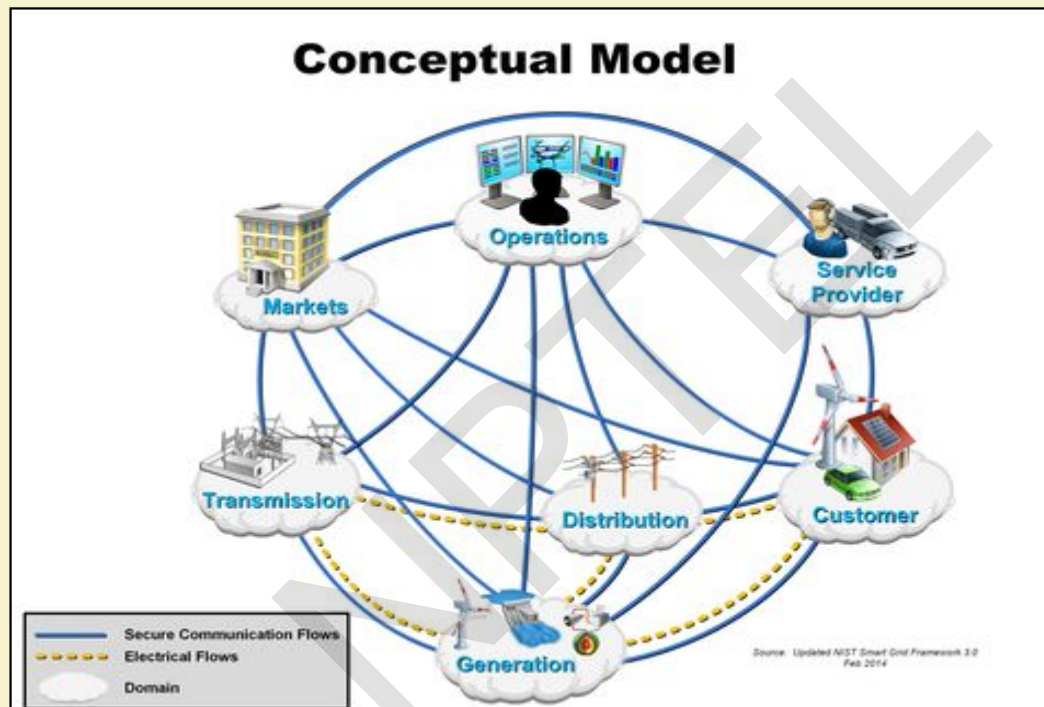 Conceptual Model
Operations
Markets
Service
Provider
Transmission
Distribution
Customer
Generation
Secure Communication Flows
Electrical Flows
Domain
Source: Updated NIST Smart Grid Framework 3.0
Feb 2014
NPTEL